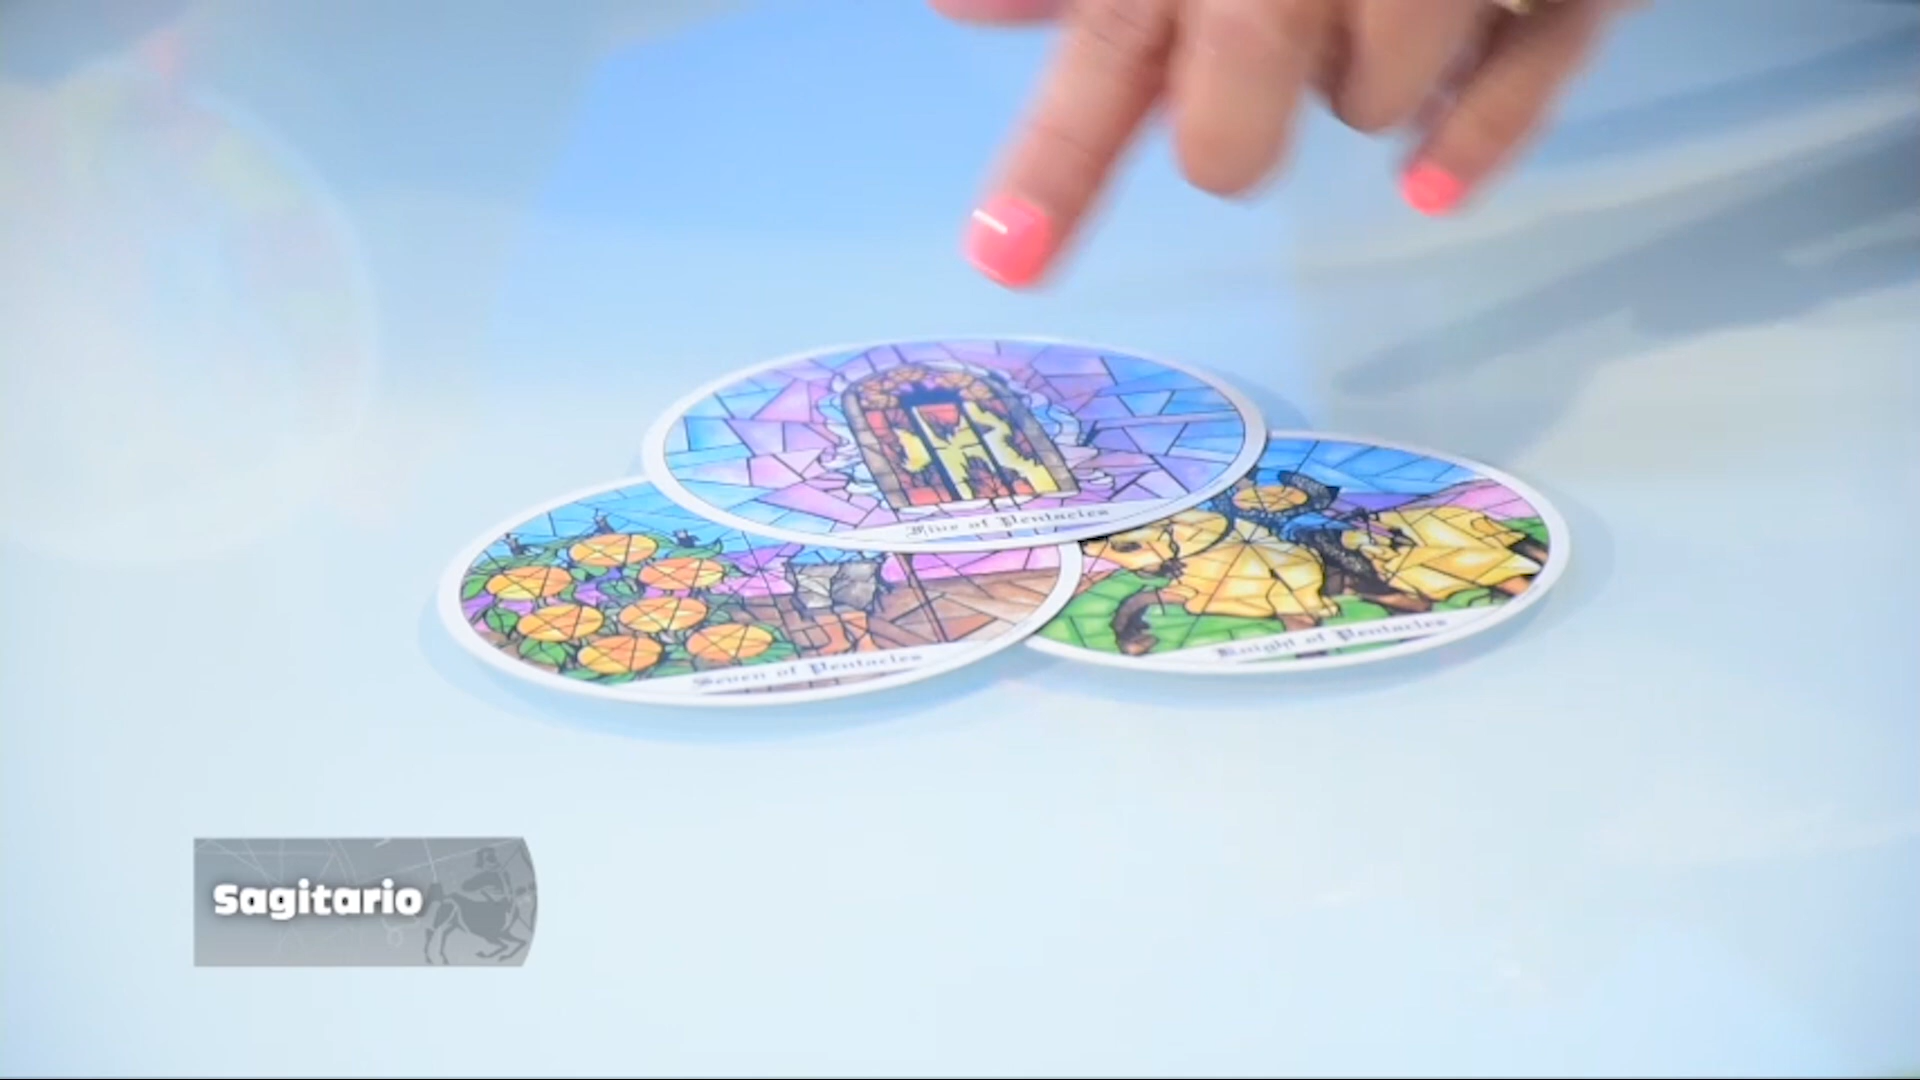 Five of Pentacles
Seven of Pentacles
Knight of Pentacles
Sagitario